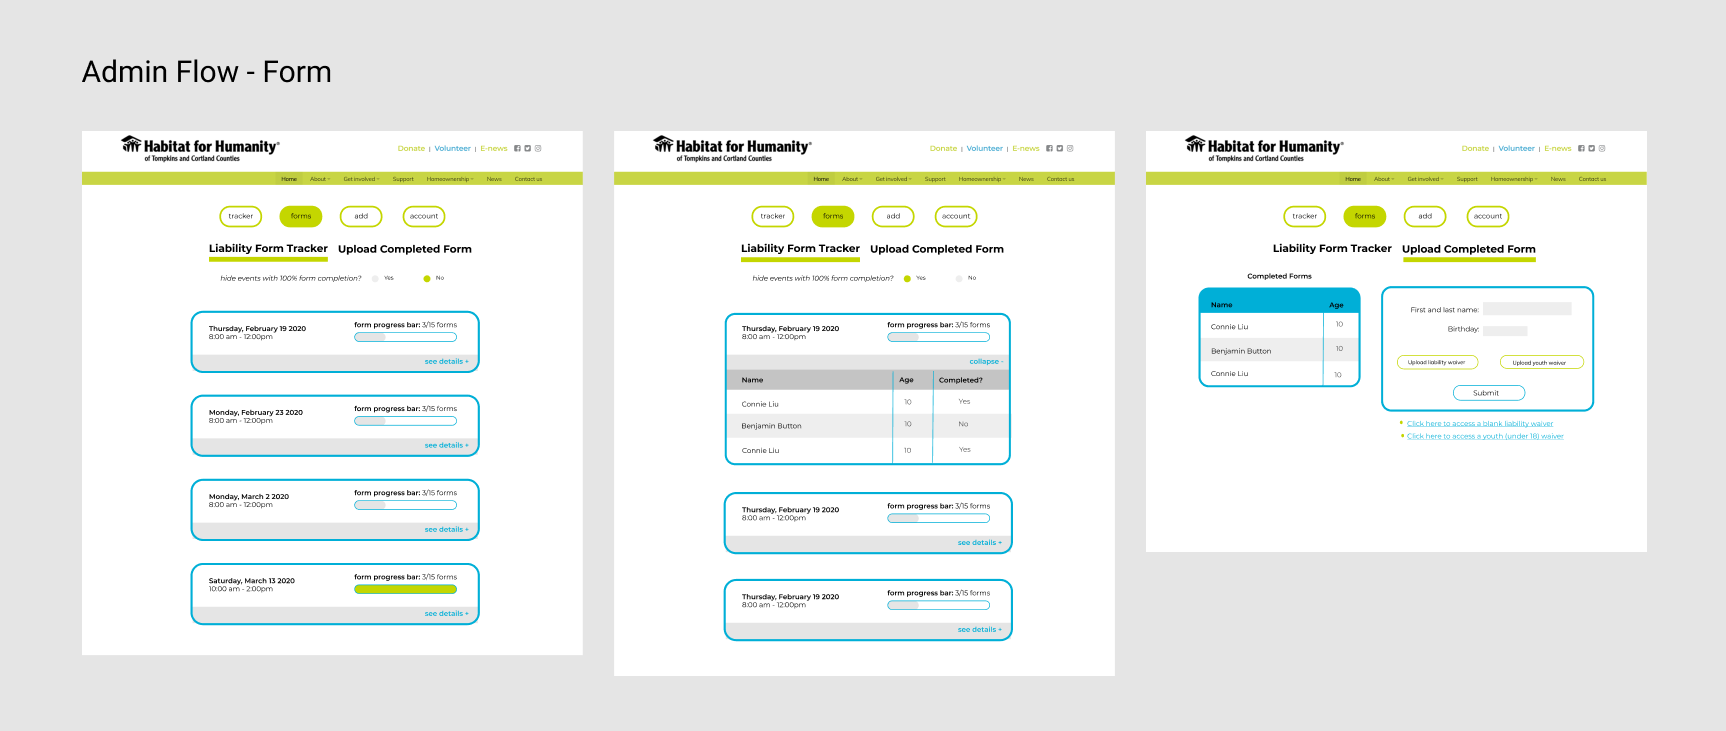 Admin Flow - Form
Habitat for Humanity®
of Tompkins and Cortland Counties
Donate | Volunteer | E-news
Home About Get involved Support Homeownership News Contact us
tracker forms add account
Liability Form Tracker Upload Completed Form
hide events with 100% form completion? Yes No
Thursday, February 19 2020 form progress bar: 3/15 forms
8:00 am - 12:00pm
see details +
Monday, February 23 2020 form progress bar: 3/15 forms
8:00 am - 12:00pm
see details +
Monday, March 2 2020 form progress bar: 3/15 forms
8:00 am - 12:00pm
see details +
Saturday, March 13 2020 form progress bar: 3/15 forms
10:00 am - 2:00pm
see details +
Habitat for Humanity®
of Tompkins and Cortland Counties
Donate | Volunteer | E-news
Home About Get involved Support Homeownership News Contact us
tracker forms add account
Liability Form Tracker Upload Completed Form
hide events with 100% form completion? Yes No
Thursday, February 19 2020 form progress bar: 3/15 forms
8:00 am - 12:00pm
collapse -
Name Age Completed?
Connie Liu 10 Yes
Benjamin Button 10 No
Connie Liu 10 Yes
Thursday, February 19 2020 form progress bar: 3/15 forms
8:00 am - 12:00pm
see details +
Thursday, February 19 2020 form progress bar: 3/15 forms
8:00 am - 12:00pm
see details +
Habitat for Humanity®
of Tompkins and Cortland Counties
Donate | Volunteer | E-news
Home About Get involved Support Homeownership News Contact us
tracker forms add account
Liability Form Tracker Upload Completed Form
Completed Forms
Name Age
Connie Liu 10
Benjamin Button 10
Connie Liu 10
First and last name:
Birthday:
Upload liability waiver Upload youth waiver
Submit
Click here to access a blank liability waiver
Click here to access a youth (under 18) waiver